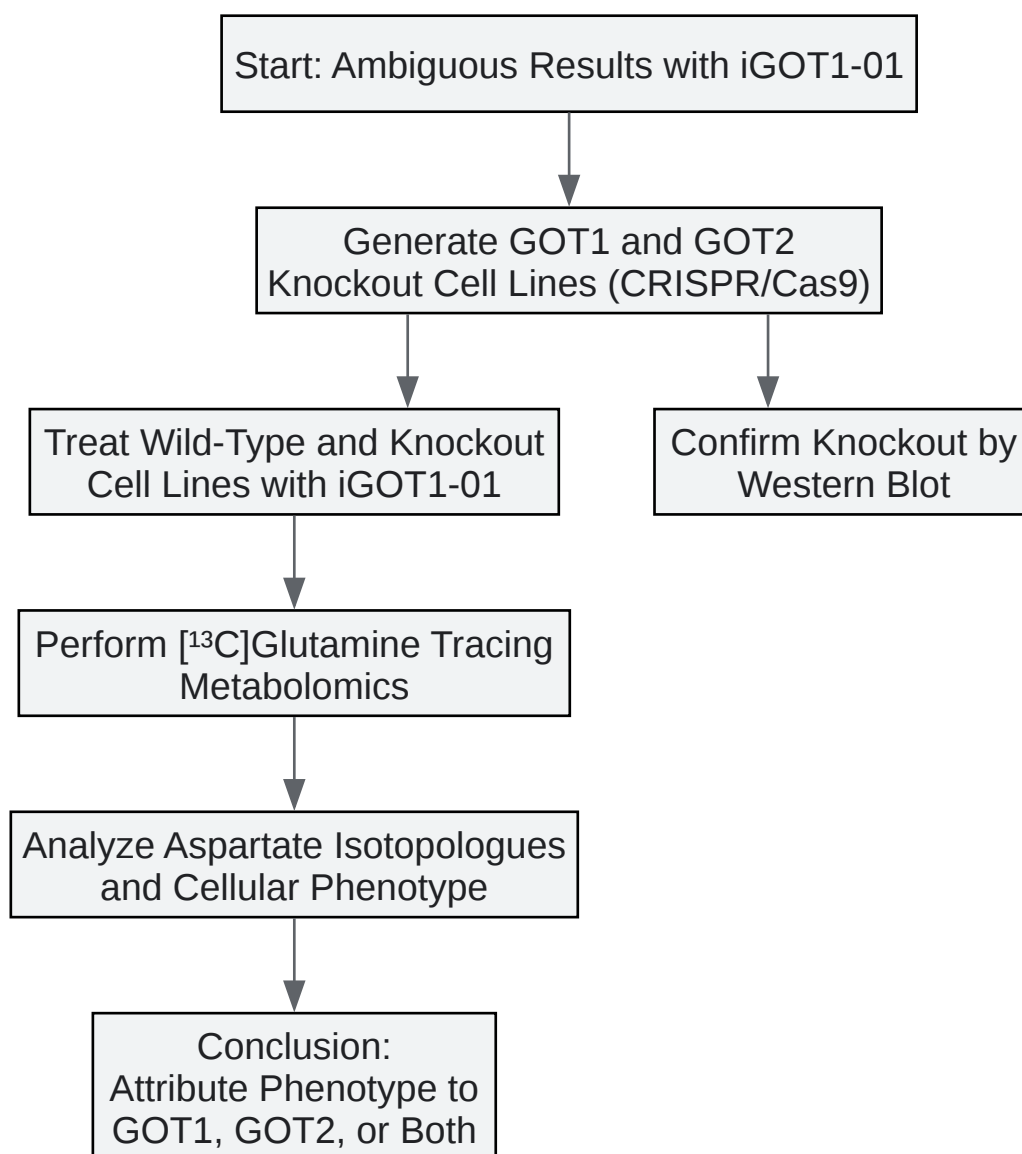 Start: Ambiguous Results with iGOT1-01
Generate GOT1 and GOT2
Knockout Cell Lines (CRISPR/Cas9)
Treat Wild-Type and Knockout
Cell Lines with iGOT1-01
Confirm Knockout by
Western Blot
Perform [¹³C]Glutamine Tracing
Metabolomics
Analyze Aspartate Isotopologues
and Cellular Phenotype
Conclusion:
Attribute Phenotype to
GOT1, GOT2, or Both